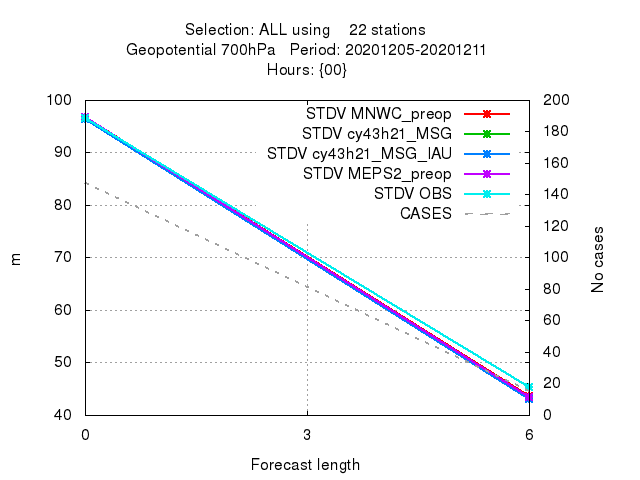 Selection: ALL using 22 stations
Geopotential 700hPa Period: 20201205-20201211
Hours: {00}
100 200
STDV MNWC_preop
180
STDV cy43h21_MSG
90 160
STDV cy43h21_MSG_IAU
STDV MEPS2_preop
140
STDV OBS
80
CASES
120
m 70 100 No cases
80
60
60
40
50
20
40 0
0 3 6
Forecast length